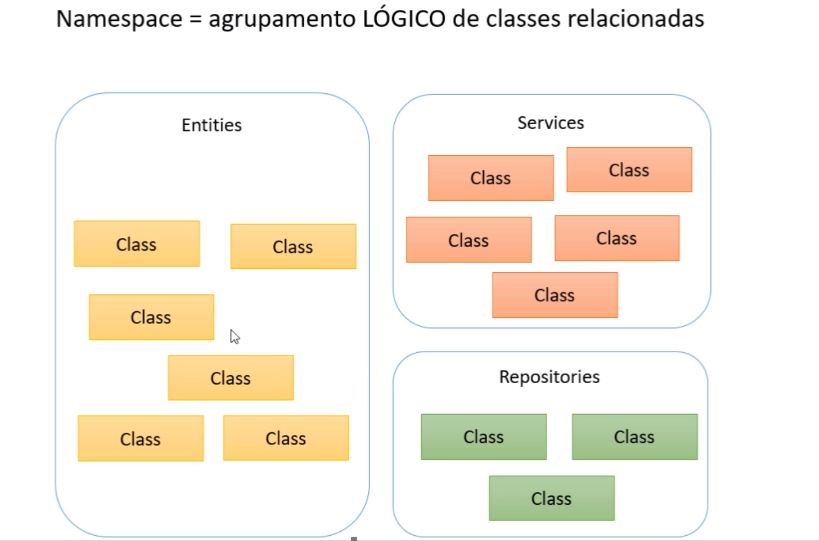 Namespace = agrupamento LÓGICO de classes relacionadas
Entities
Class
Class
Class
Class
Class
Class
Services
Class
Class
Class
Class
Class
Repositories
Class
Class
Class